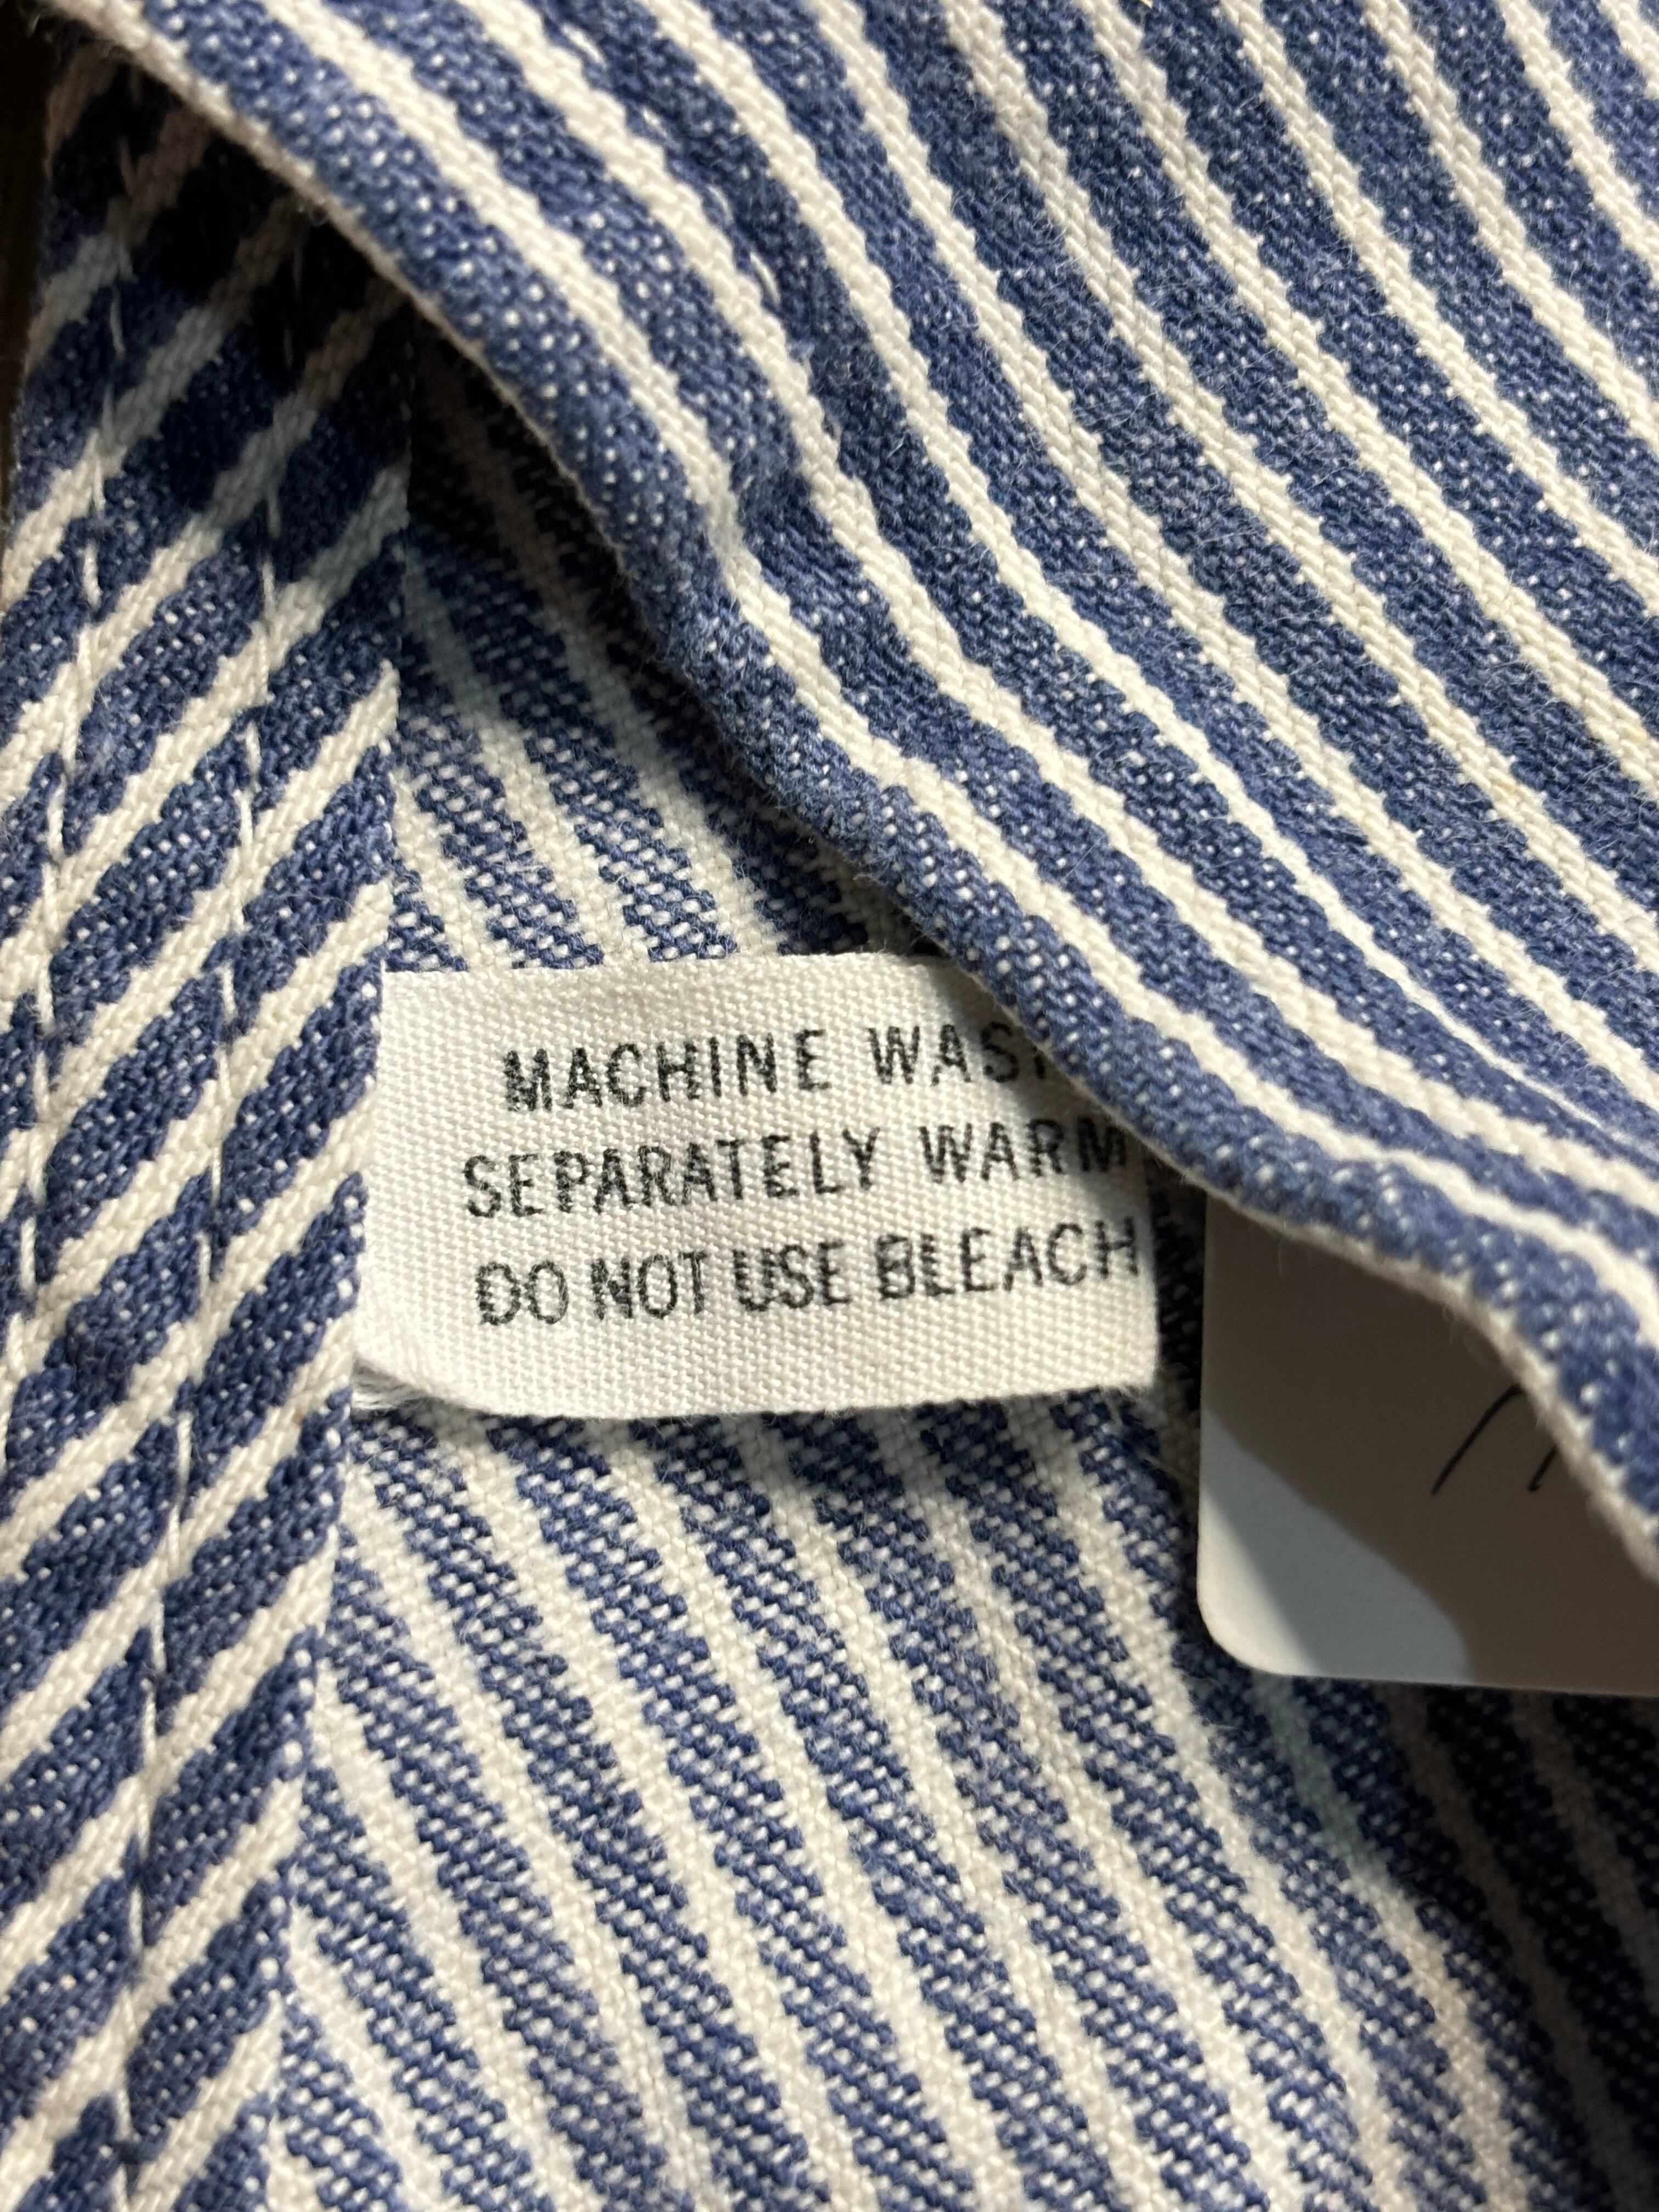 MACHINE WAS
SEPARATELY WARM
DO NOT USE BLEACH